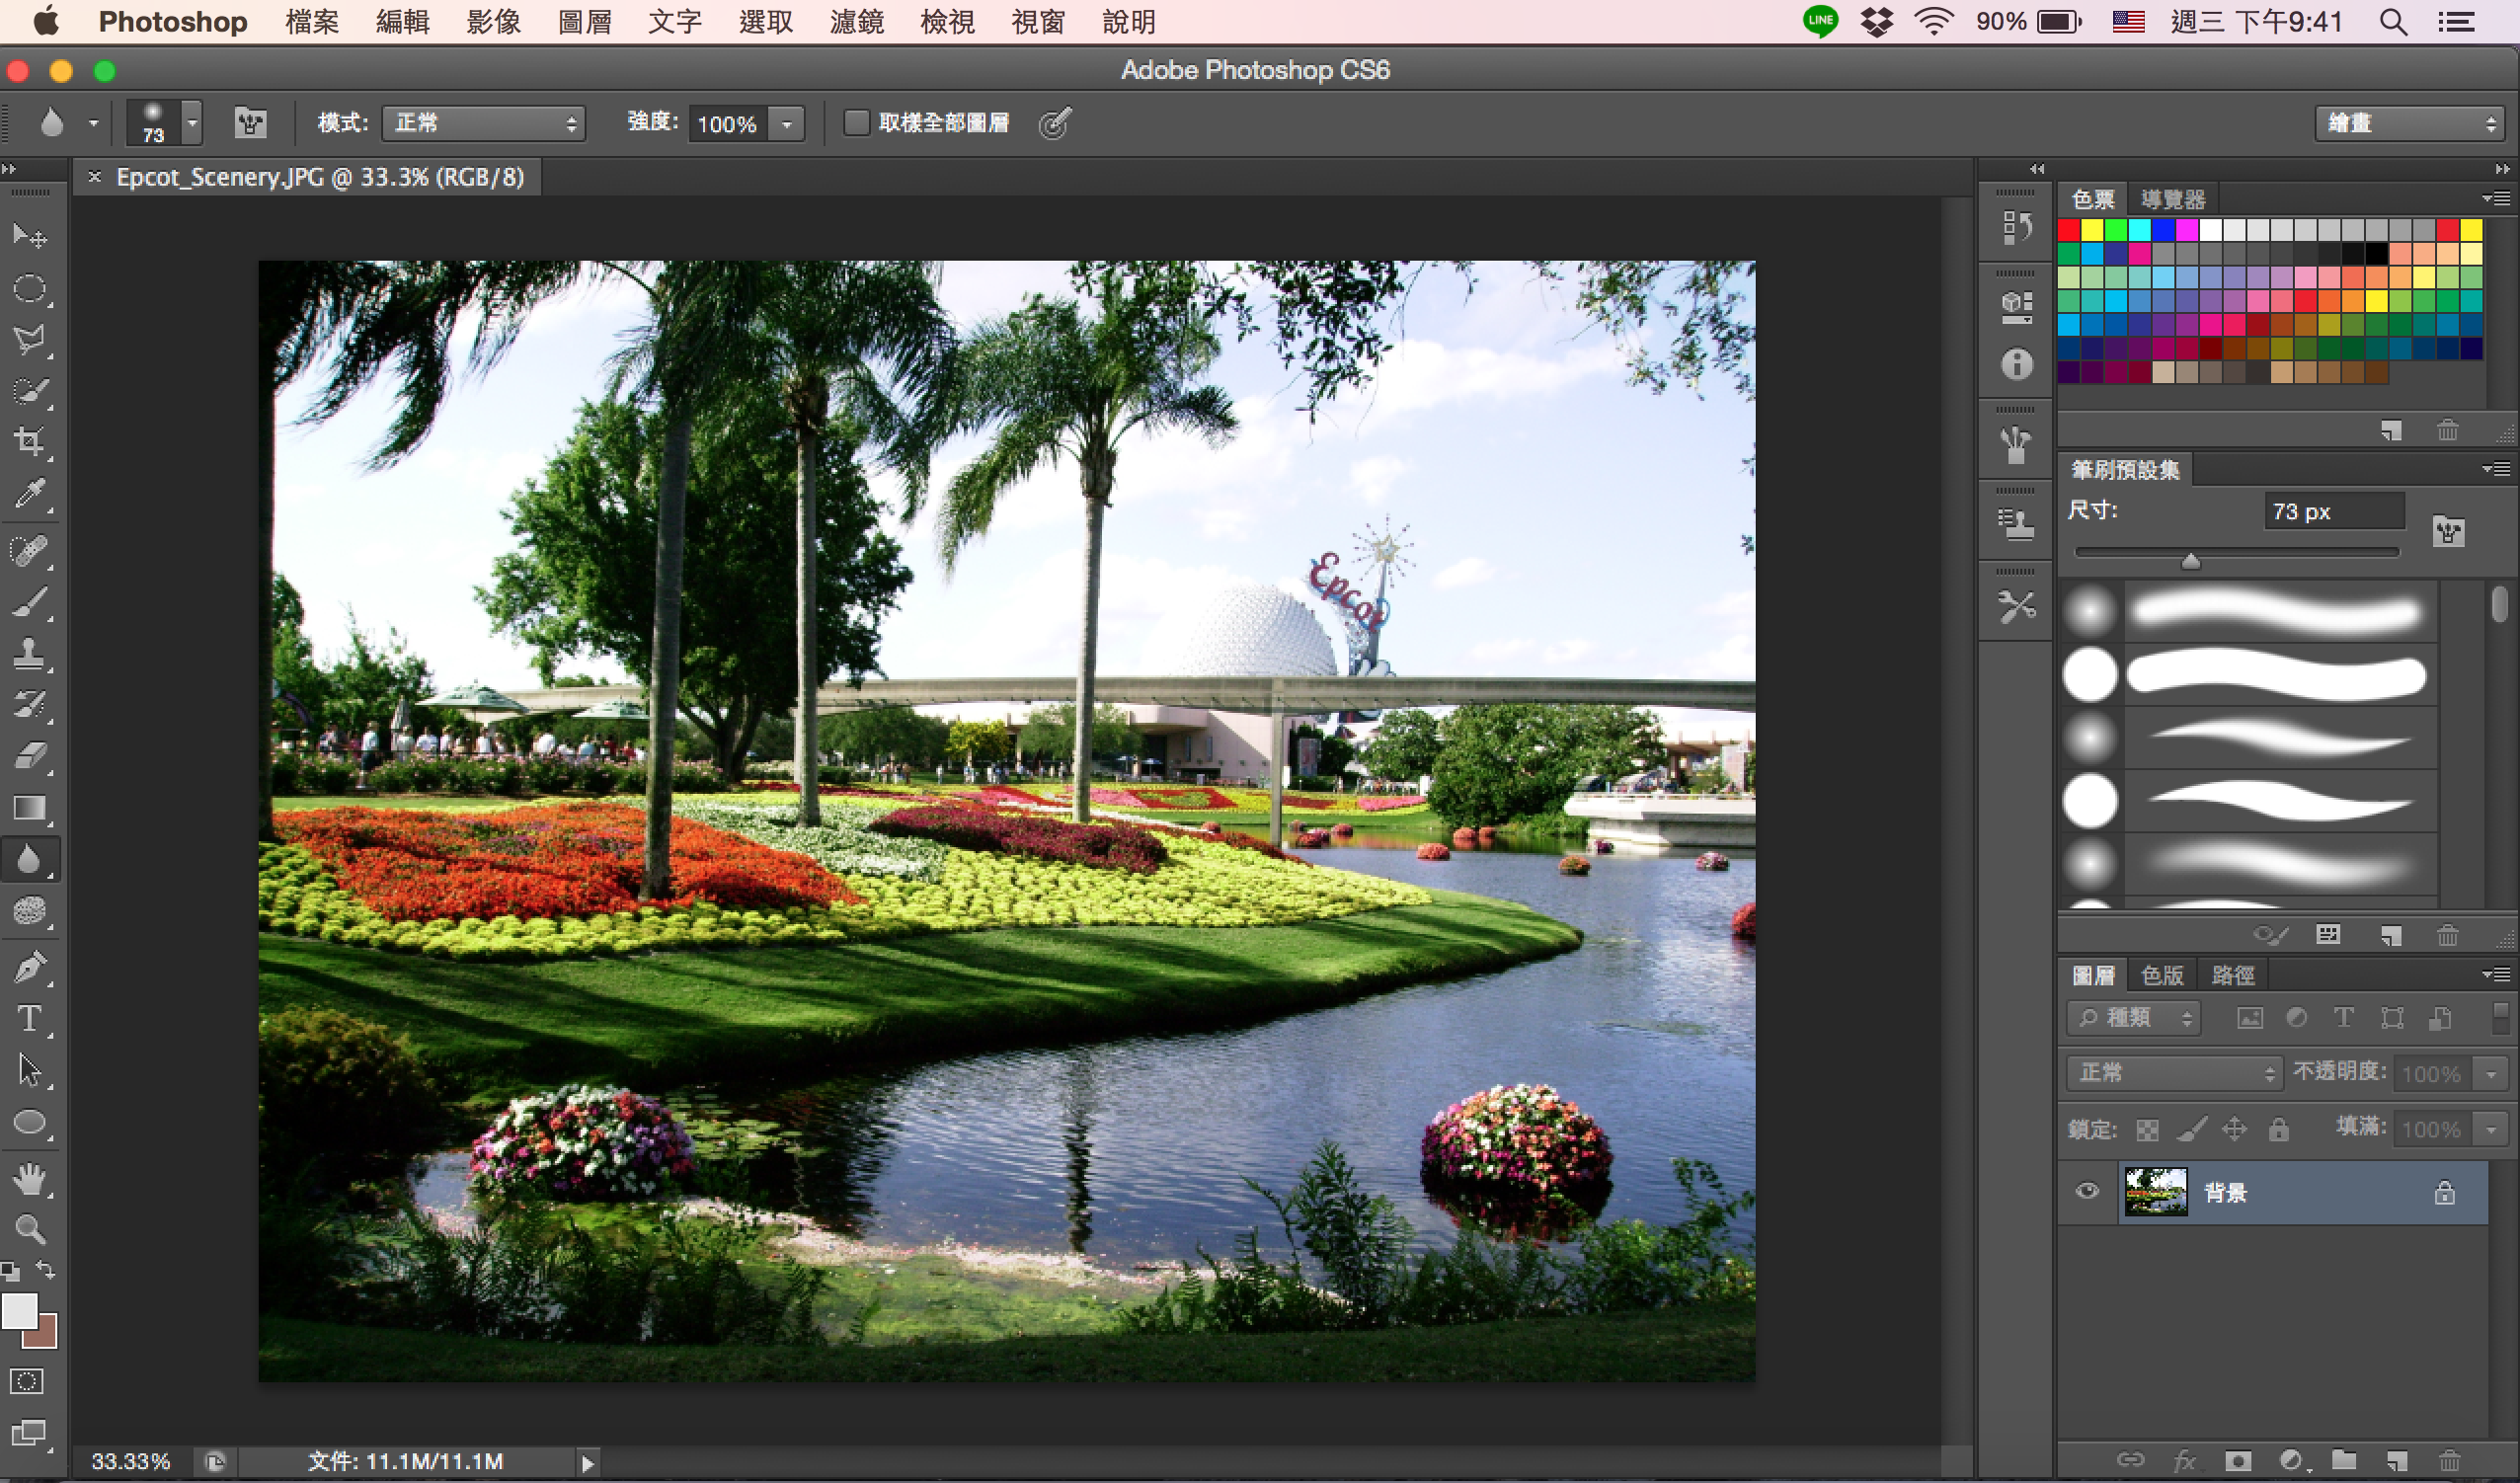 Photoshop 檔案 編輯 影像 圖層 文字 選取 濾鏡 檢視 視窗 說明 LINE 90% 週三 下午9:41
Adobe Photoshop CS6
73 模式: 正常 強度: 100% 取樣全部圖層 繪畫
× Epcot_Scenery.JPG @ 33.3% (RGB/8)
色票 導覽器
筆刷預設集
尺寸: 73 px
Epcot
圖層 色版 路徑
種類
正常 不透明度: 100%
鎖定: 填滿: 100%
背景
33.33% 文件: 11.1M/11.1M
fx